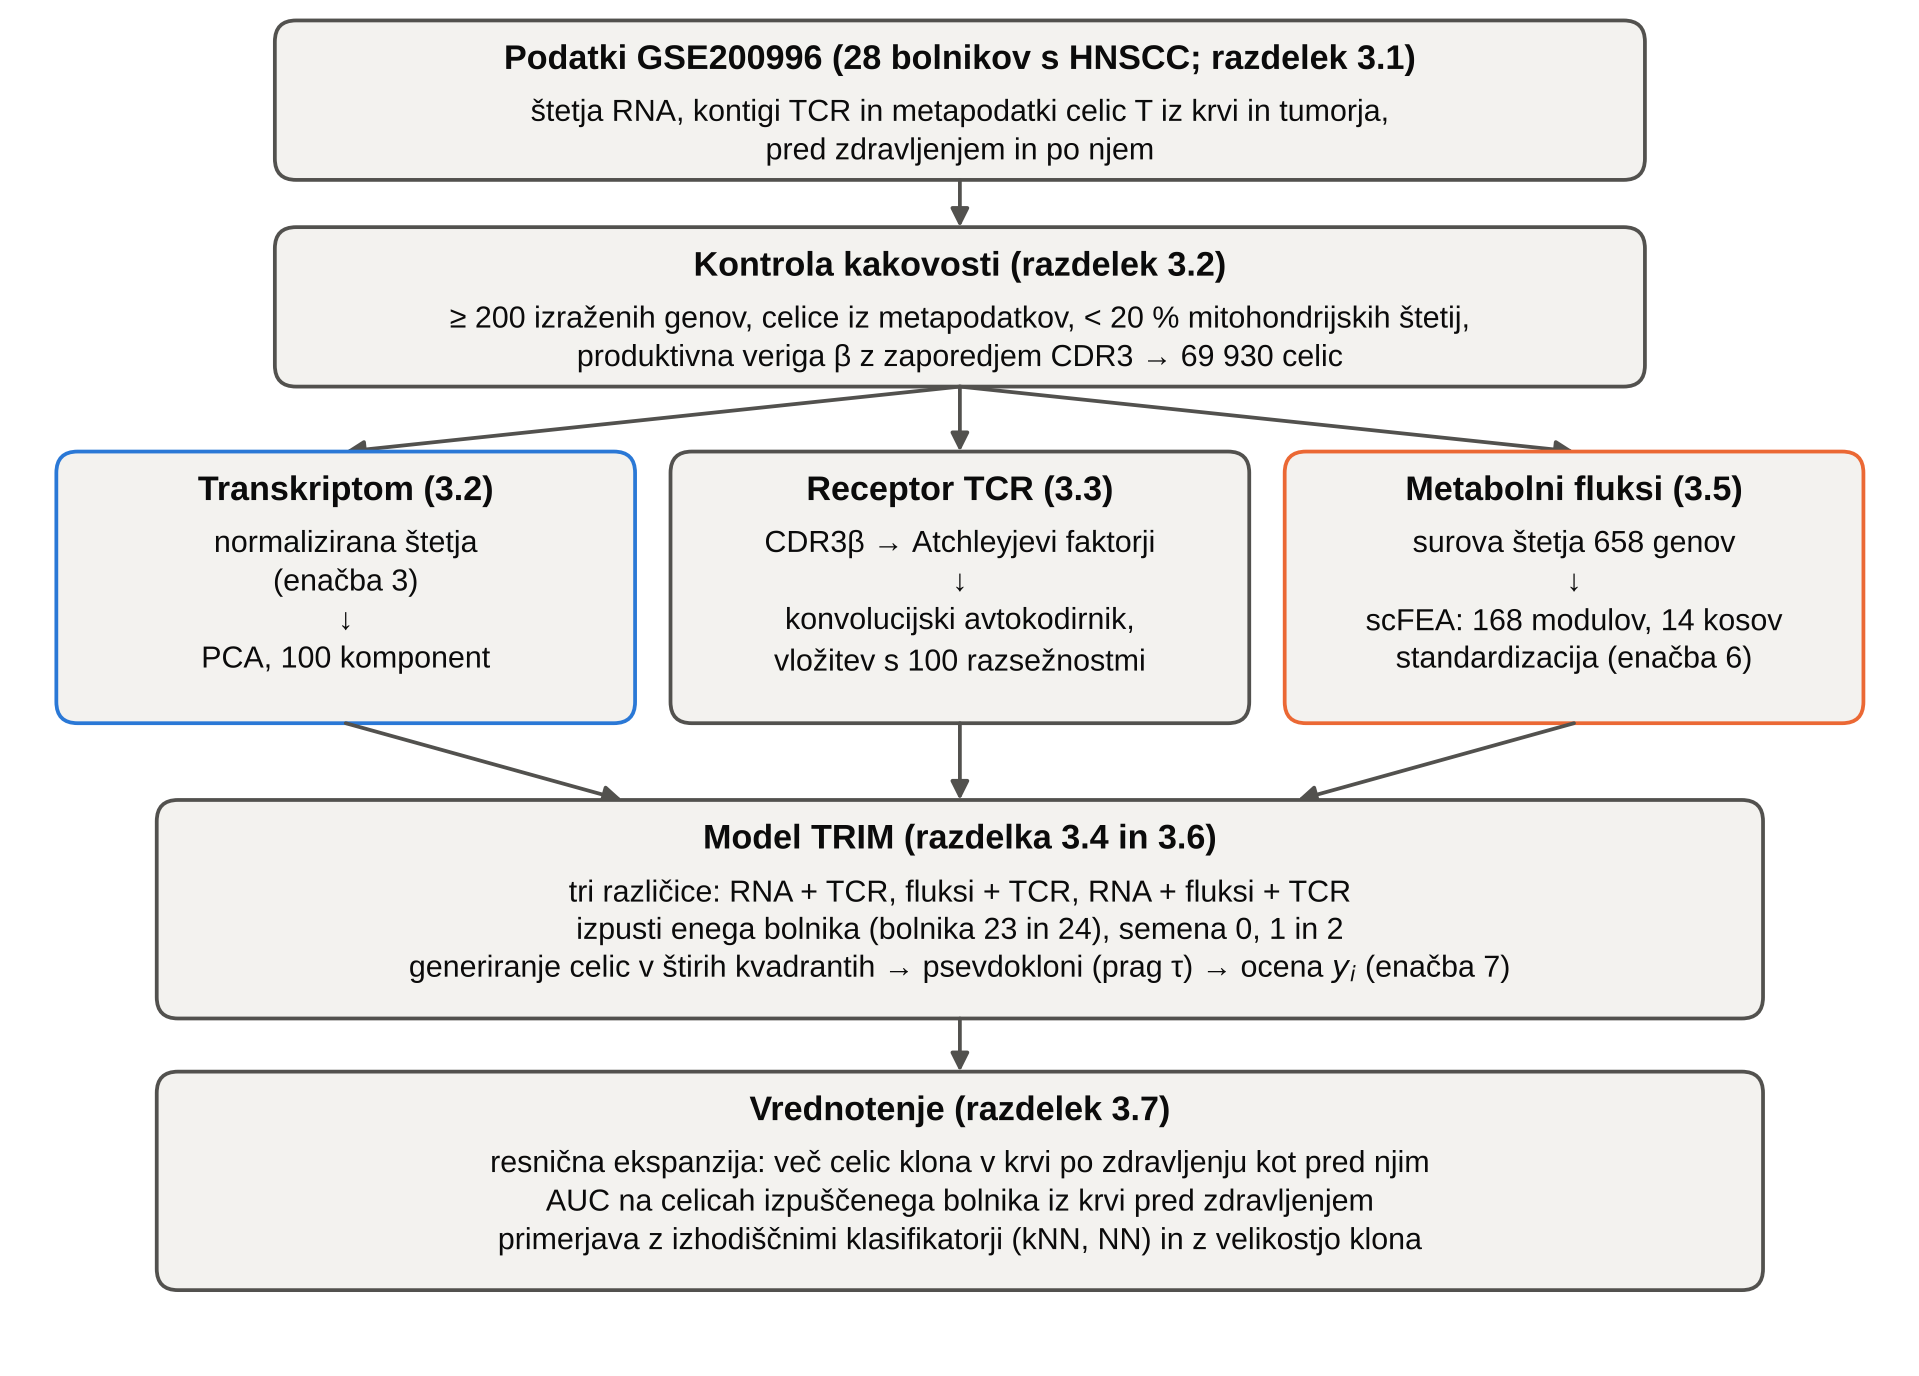 Podatki GSE200996 (28 bolnikov s HNSCC; razdelek 3.1)
štetja RNA, kontigi TCR in metapodatki celic T iz krvi in tumorja,
pred zdravljenjem in po njem
Kontrola kakovosti (razdelek 3.2)
≥ 200 izraženih genov, celice iz metapodatkov, < 20 % mitohondrijskih štetij,
produktivna veriga β z zaporedjem CDR3 → 69 930 celic
Transkriptom (3.2)
normalizirana štetja
(enačba 3)
↓
PCA, 100 komponent
Receptor TCR (3.3)
CDR3β → Atchleyjevi faktorji
↓
konvolucijski avtokodirnik,
vložitev s 100 razsežnostmi
Metabolni fluksi (3.5)
surova štetja 658 genov
↓
scFEA: 168 modulov, 14 kosov
standardizacija (enačba 6)
Model TRIM (razdelka 3.4 in 3.6)
tri različice: RNA + TCR, fluksi + TCR, RNA + fluksi + TCR
izpusti enega bolnika (bolnika 23 in 24), semena 0, 1 in 2
generiranje celic v štirih kvadrantih → psevdokloni (prag τ) → ocena y_i (enačba 7)
Vrednotenje (razdelek 3.7)
resnična ekspanzija: več celic klona v krvi po zdravljenju kot pred njim
AUC na celicah izpuščenega bolnika iz krvi pred zdravljenjem
primerjava z izhodiščnimi klasifikatorji (kNN, NN) in z velikostjo klona